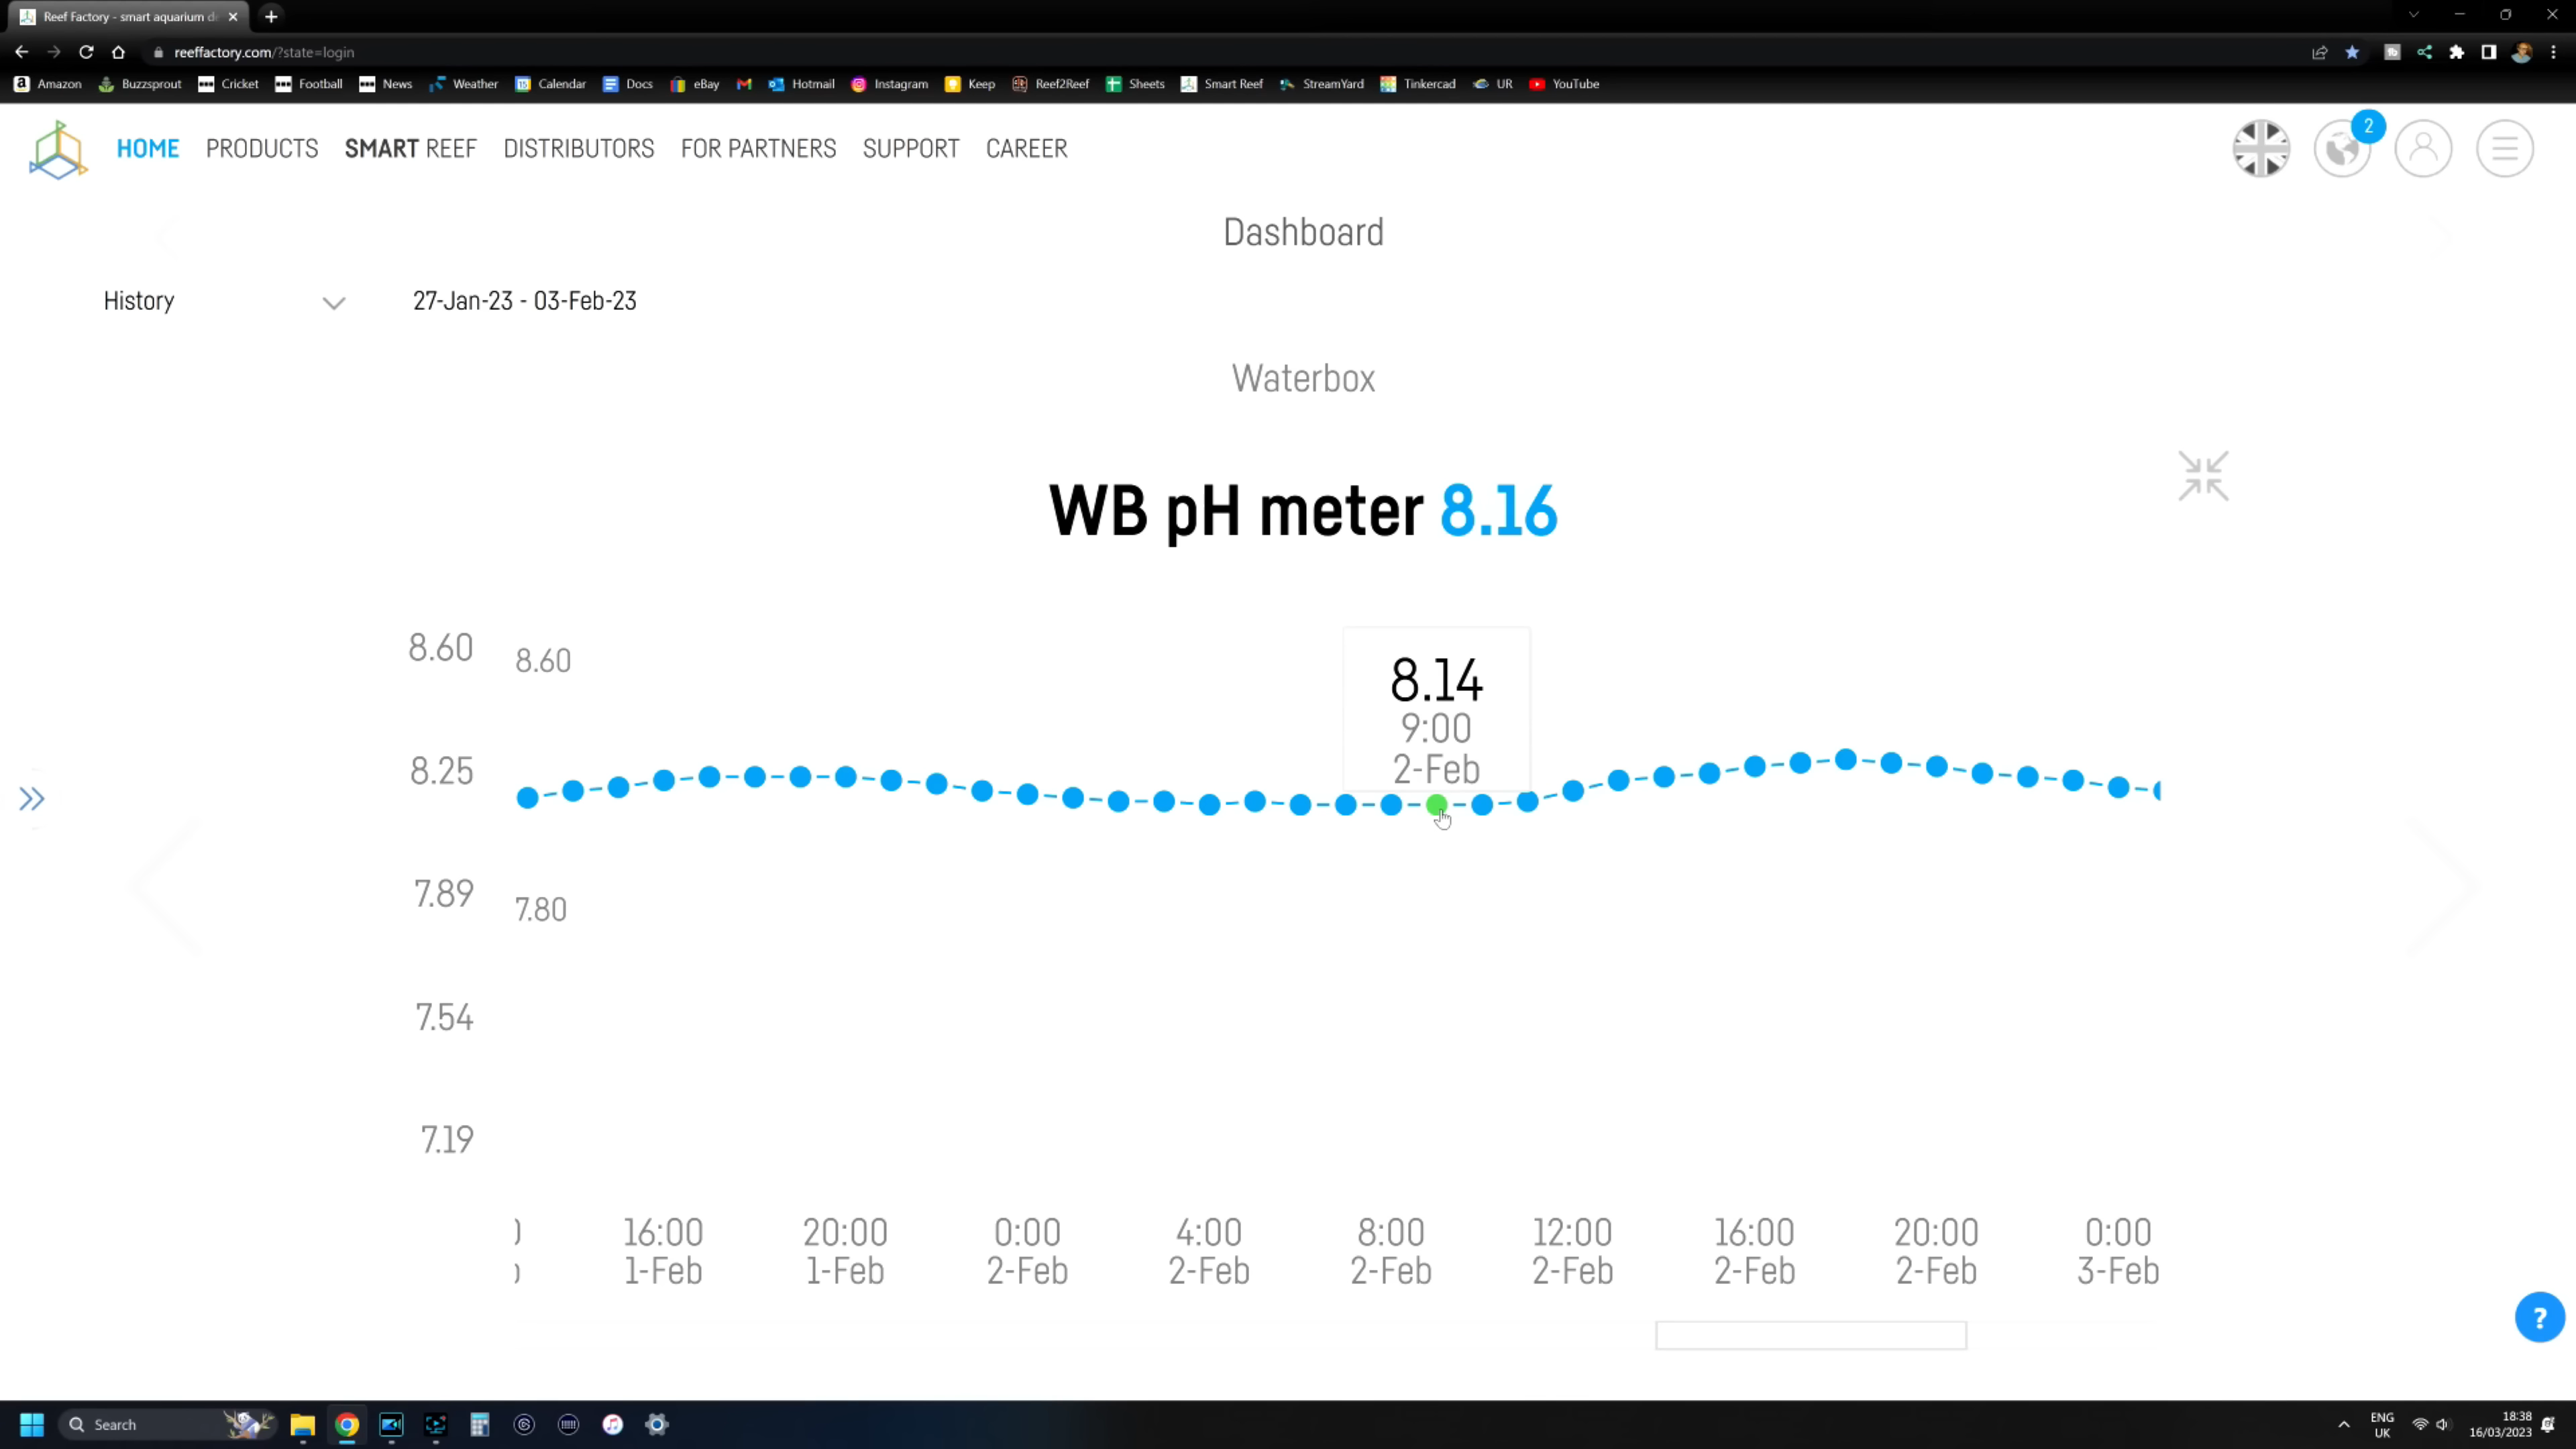 Reef Factory - smart aquarium de
reeffactory.com/?state=login
Amazon Buzzsprout Cricket Football News Weather Calendar Docs eBay Hotmail Instagram Keep Reef2Reef Sheets Smart Reef StreamYard Tinkercad UR YouTube
HOME PRODUCTS SMART REEF DISTRIBUTORS FOR PARTNERS SUPPORT CAREER 2
Dashboard
History 27-Jan-23 - 03-Feb-23
Waterbox
WB pH meter 8.16
8.60 8.60
8.14
9:00
2-Feb
8.25
7.89 7.80
7.54
7.19
16:00 20:00 0:00 4:00 8:00 12:00 16:00 20:00 0:00
1-Feb 1-Feb 2-Feb 2-Feb 2-Feb 2-Feb 2-Feb 2-Feb 3-Feb
?
Search
ENG
UK
18:38
16/03/2023